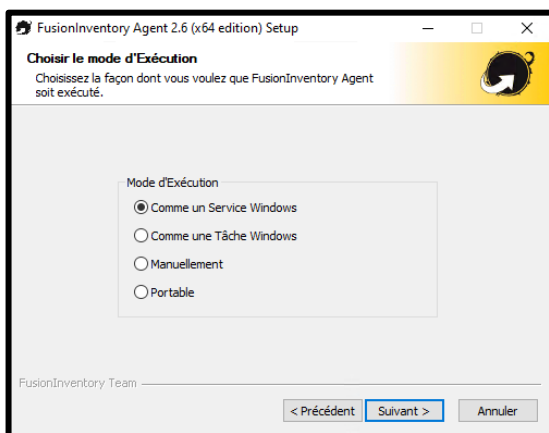 FusionInventory Agent 2.6 (x64 edition) Setup
Choisir le mode d'Exécution
Choisissez la façon dont vous voulez que FusionInventory Agent
soit exécuté.
Mode d'Exécution
Comme un Service Windows
Comme une Tâche Windows
Manuellement
Portable
FusionInventory Team
< Précédent Suivant > Annuler